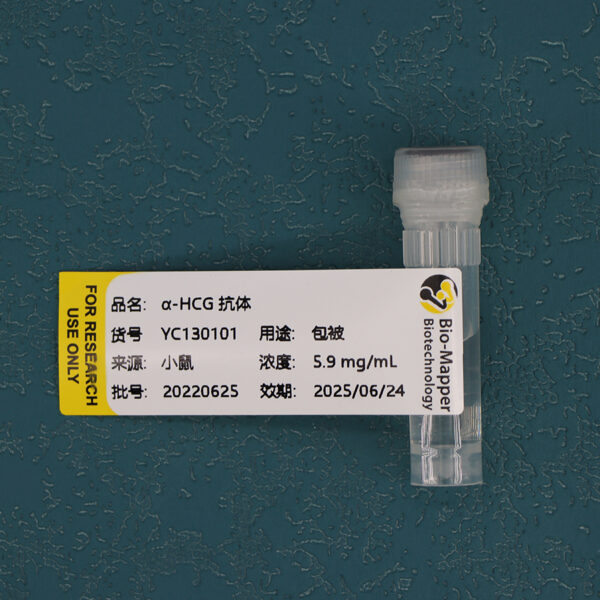 FOR RESEARCH
USE ONLY
品名: α-HCG 抗体
货号 YC130101 用途: 包被
来源: 小鼠 浓度: 5.9 mg/mL
批号: 20220625 效期: 2025/06/24
Bio-Mapper
Biotechnology